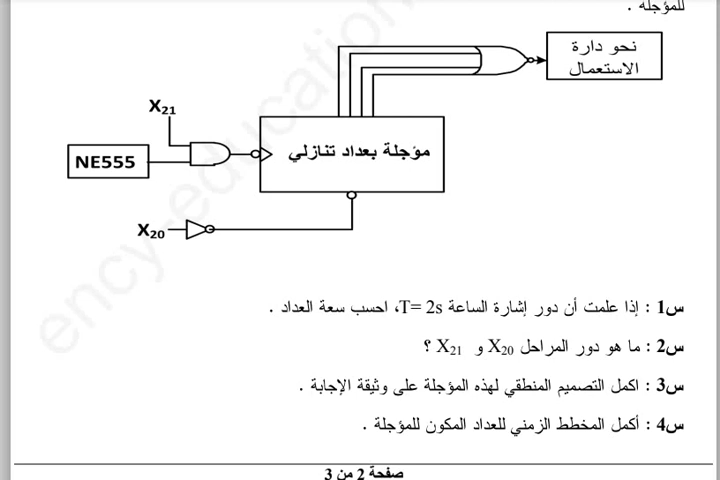 للمؤجلة .
نحو دارة
الاستعمال
X21
NE555
مؤجلة بعداد تنازلي
X20
س1 : إذا علمت أن دور إشارة الساعة T= 2s، احسب سعة العداد .
س2 : ما هو دور المراحل X20 و X21 ؟
س3 : اكمل التصميم المنطقي لهذه المؤجلة على وثيقة الإجابة .
س4 : أكمل المخطط الزمني للعداد المكون للمؤجلة .
صفحة 2 من 3
ency-education